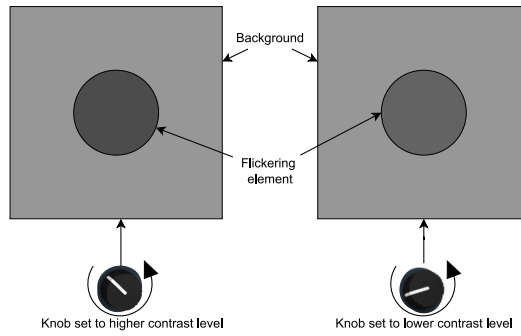 Background
Flickering
element
Knob set to higher contrast level
Knob set to lower contrast level